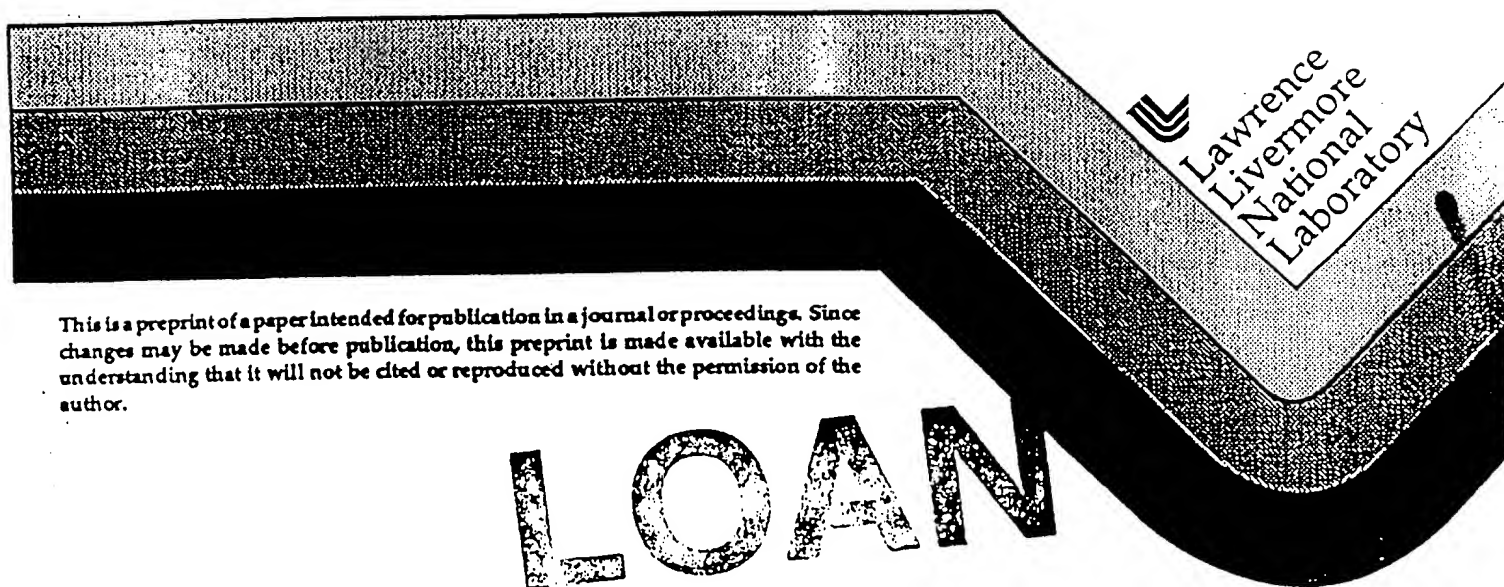 Lawrence
Livermore
National
Laboratory
This is a preprint of a paper intended for publication in a journal or proceedings. Since
changes may be made before publication, this preprint is made available with the
understanding that it will not be cited or reproduced without the permission of the
author.
LOAN